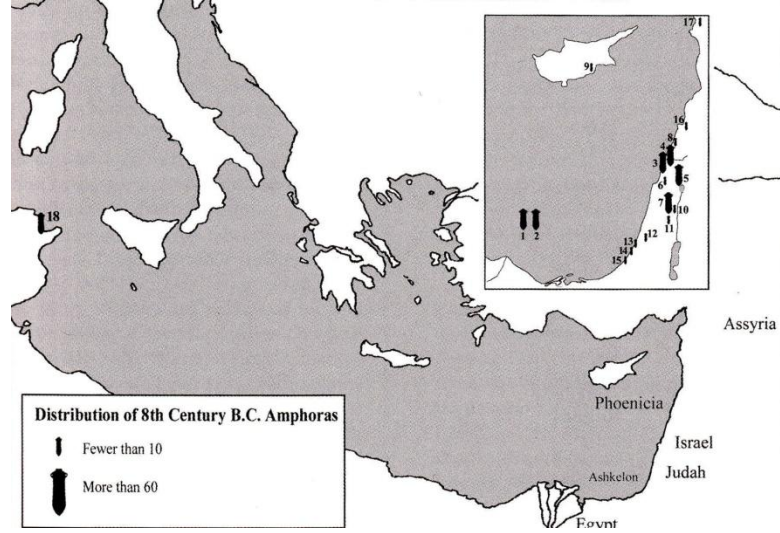 17
9
16
8
4
3
5
6
7
10
11
1
2
12
13
14
15
18
Assyria
Phoenicia
Israel
Judah
Ashkelon
Egypt
Distribution of 8th Century B.C. Amphoras
Fewer than 10
More than 60